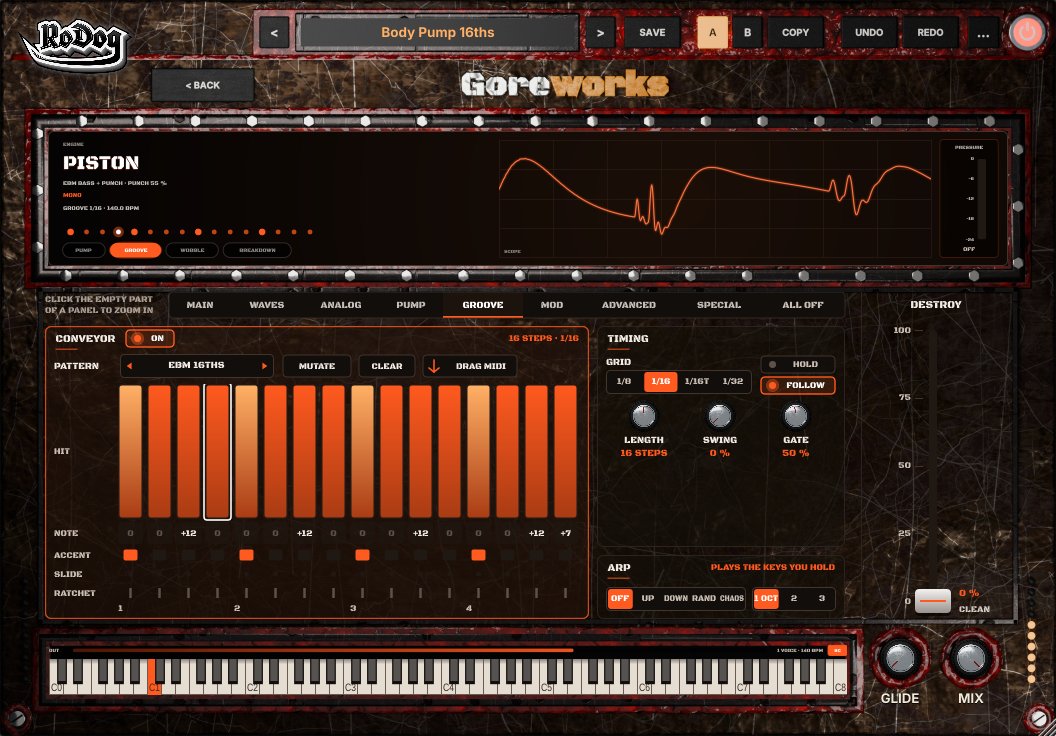 RoDog
<
Body Pump 16ths
>
SAVE
A
B
COPY
UNDO
REDO
...
< BACK
Goreworks
ENGINE
PISTON
EBM BASS + PUNCH · PUNCH 55 %
MONO
GROOVE 1/16 · 140.0 BPM
PUMP
GROOVE
WOBBLE
BREAKDOWN
SCOPE
PRESSURE
0
-6
-12
-18
-24
OFF
CLICK THE EMPTY PART
OF A PANEL TO ZOOM IN
MAIN
WAVES
ANALOG
PUMP
GROOVE
MOD
ADVANCED
SPECIAL
ALL OFF
DESTROY
CONVEYOR
ON
16 STEPS · 1/16
PATTERN
EBM 16THS
MUTATE
CLEAR
DRAG MIDI
HIT
NOTE
0 0 +12 0 0 0 +12 0 0 0 +12 0 0 0 +12 +7
ACCENT
SLIDE
RATCHET
1 2 3 4
TIMING
GRID
1/8
1/16
1/16T
1/32
HOLD
FOLLOW
LENGTH
16 STEPS
SWING
0 %
GATE
50 %
ARP
PLAYS THE KEYS YOU HOLD
OFF
UP
DOWN
RAND
CHAOS
1 OCT
2
3
100
75
50
25
0
0 %
CLEAN
OUT
1 VOICE · 140 BPM
C0 C1 C2 C3 C4 C5 C6 C7 C8
GLIDE
MIX